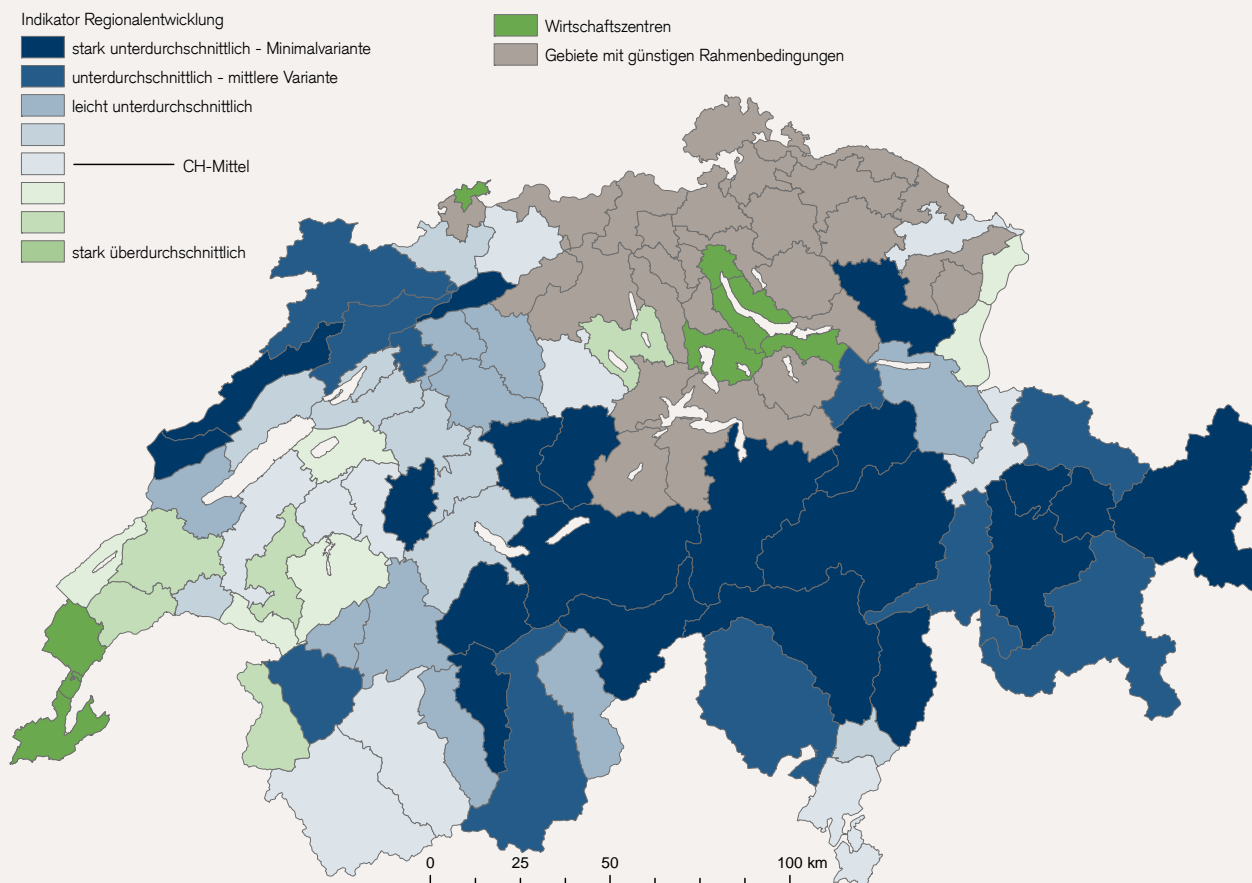 Indikator Regionalentwicklung
stark unterdurchschnittlich - Minimalvariante
unterdurchschnittlich - mittlere Variante
leicht unterdurchschnittlich
CH-Mittel
stark überdurchschnittlich
Wirtschaftszentren
Gebiete mit günstigen Rahmenbedingungen
0 25 50 100 km